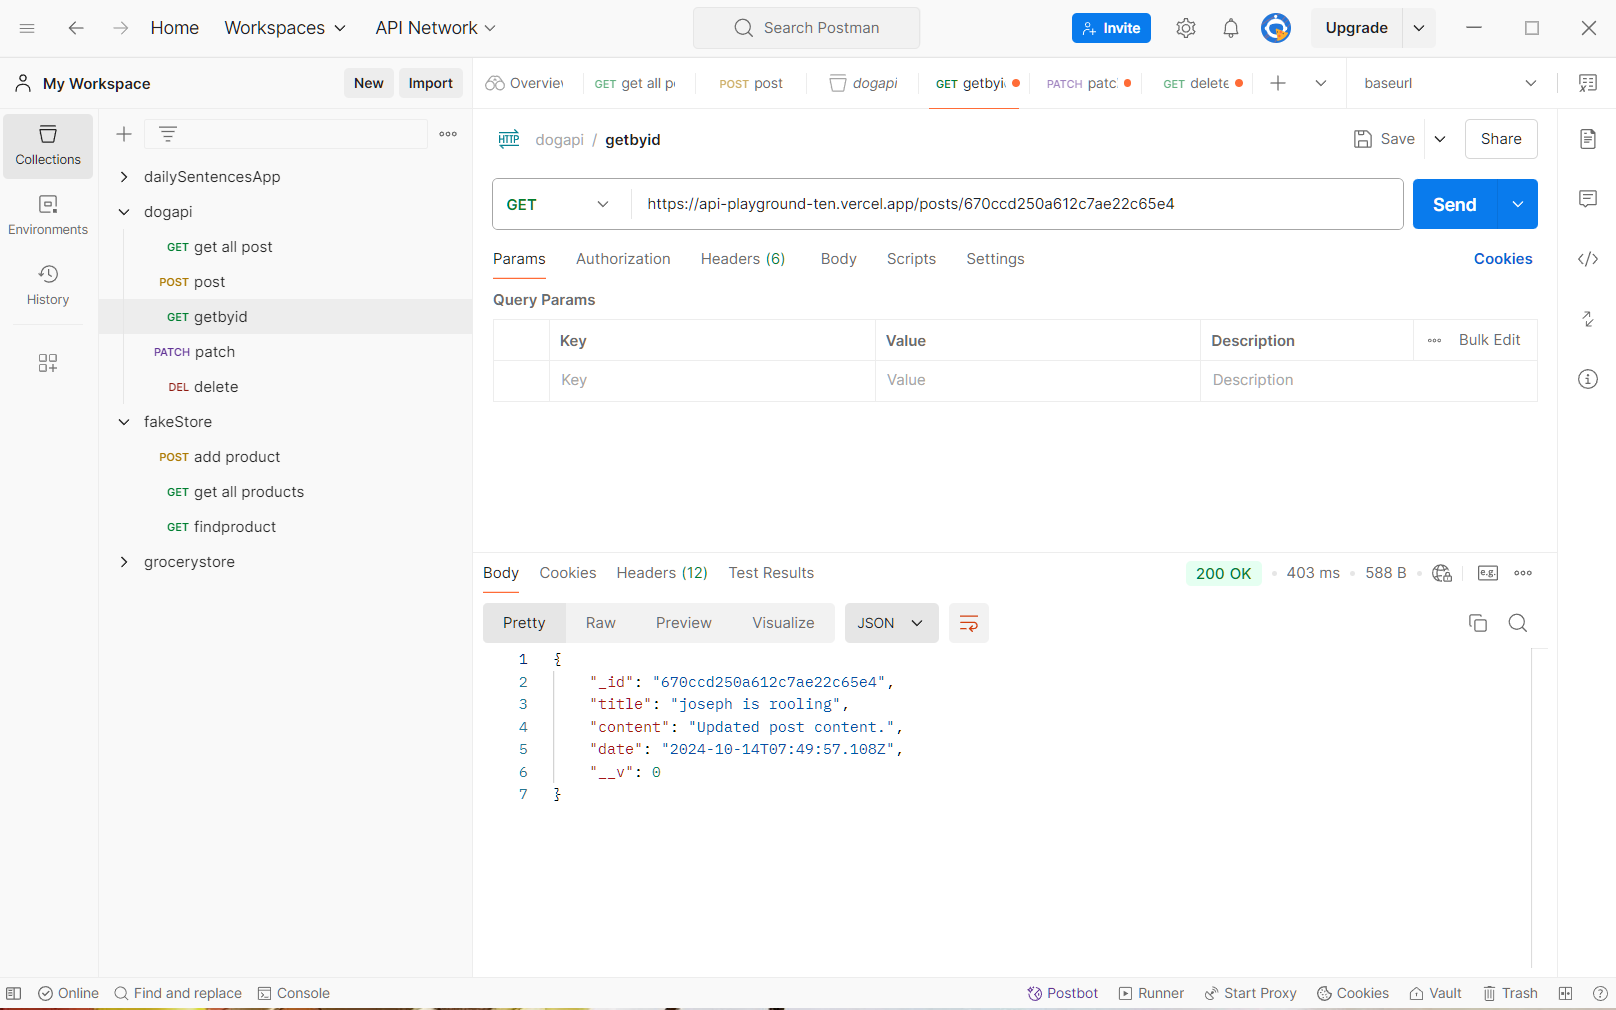 Home Workspaces API Network Search Postman Invite Upgrade
My Workspace New Import Overview GET get all p POST post dogapi GET getbyi PATCH patc GET delete baseurl
Collections
Environments
History
dailySentencesApp
dogapi
GET get all post
POST post
GET getbyid
PATCH patch
DEL delete
fakeStore
POST add product
GET get all products
GET findproduct
grocerystore
HTTP dogapi / getbyid Save Share
GET https://api-playground-ten.vercel.app/posts/670ccd250a612c7ae22c65e4 Send
Params Authorization Headers (6) Body Scripts Settings Cookies
Query Params
Key Value Description Bulk Edit
Key Value Description
Body Cookies Headers (12) Test Results 200 OK 403 ms 588 B e.g.
Pretty Raw Preview Visualize JSON
1 {
2 "_id": "670ccd250a612c7ae22c65e4",
3 "title": "joseph is rooling",
4 "content": "Updated post content.",
5 "date": "2024-10-14T07:49:57.108Z",
6 "__v": 0
7 }
Online Find and replace Console Postbot Runner Start Proxy Cookies Vault Trash